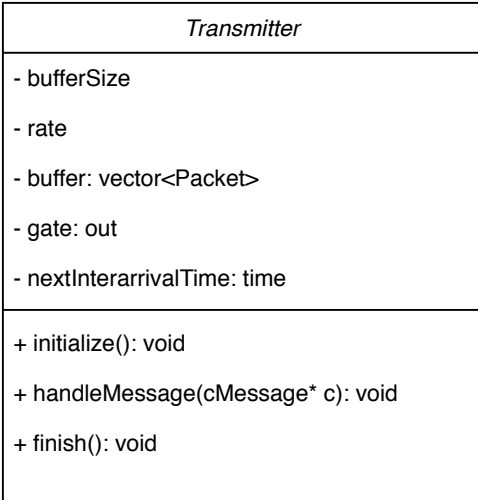 Transmitter
- bufferSize
- rate
- buffer: vector<Packet>
- gate: out
- nextInterarrivalTime: time
+ initialize(): void
+ handleMessage(cMessage* c): void
+ finish(): void